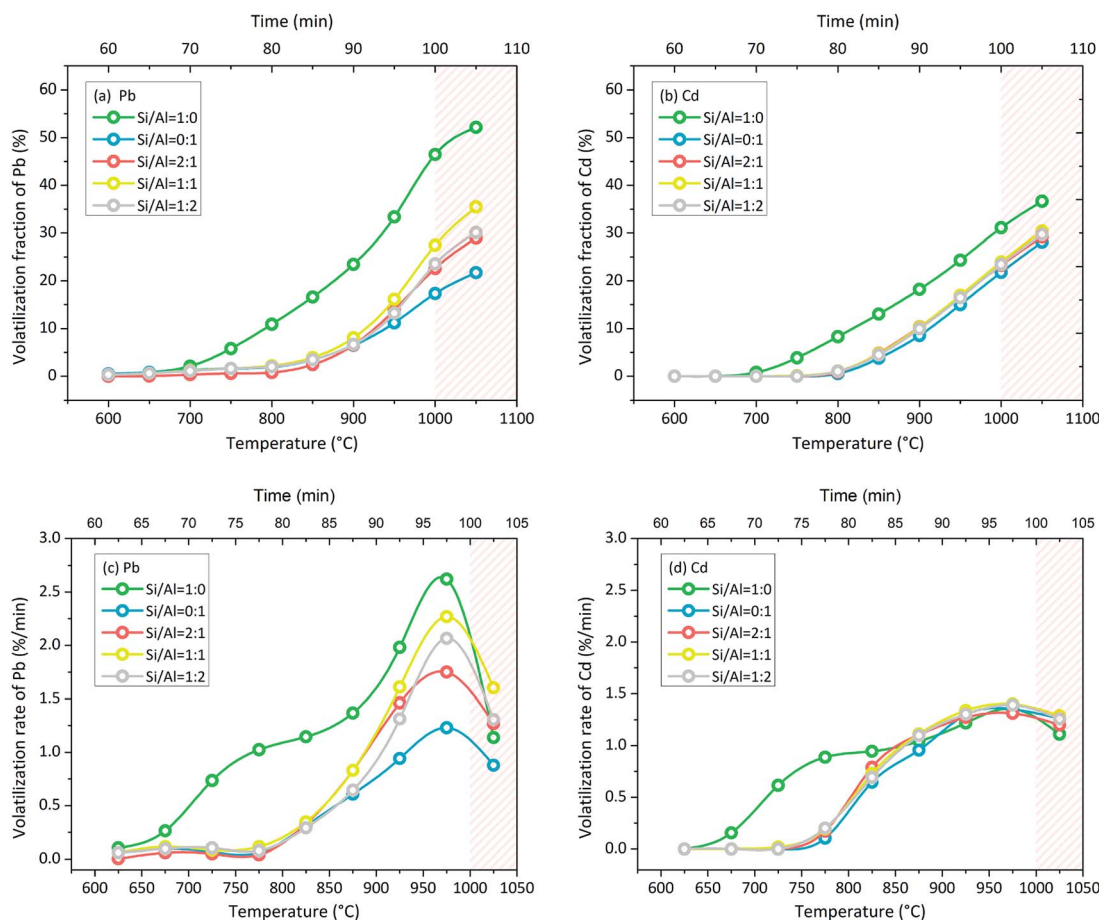 Time (min)
60 70 80 90 100 110
Volatilization fraction of Pb (%)
60
50
40
30
20
10
0
(a) Pb
Si/Al=1:0
Si/Al=0:1
Si/Al=2:1
Si/Al=1:1
Si/Al=1:2
600 700 800 900 1000 1100
Temperature (°C)
Time (min)
60 70 80 90 100 110
Volatilization fraction of Cd (%)
60
50
40
30
20
10
0
(b) Cd
Si/Al=1:0
Si/Al=0:1
Si/Al=2:1
Si/Al=1:1
Si/Al=1:2
600 700 800 900 1000 1100
Temperature (°C)
Time (min)
60 65 70 75 80 85 90 95 100 105
Volatilization rate of Pb (%/min)
3.0
2.5
2.0
1.5
1.0
0.5
0.0
(c) Pb
Si/Al=1:0
Si/Al=0:1
Si/Al=2:1
Si/Al=1:1
Si/Al=1:2
600 650 700 750 800 850 900 950 1000 1050
Temperature (°C)
Time (min)
60 65 70 75 80 85 90 95 100 105
Volatilization rate of Cd (%/min)
3.0
2.5
2.0
1.5
1.0
0.5
0.0
(d) Cd
Si/Al=1:0
Si/Al=0:1
Si/Al=2:1
Si/Al=1:1
Si/Al=1:2
600 650 700 750 800 850 900 950 1000 1050
Temperature (°C)